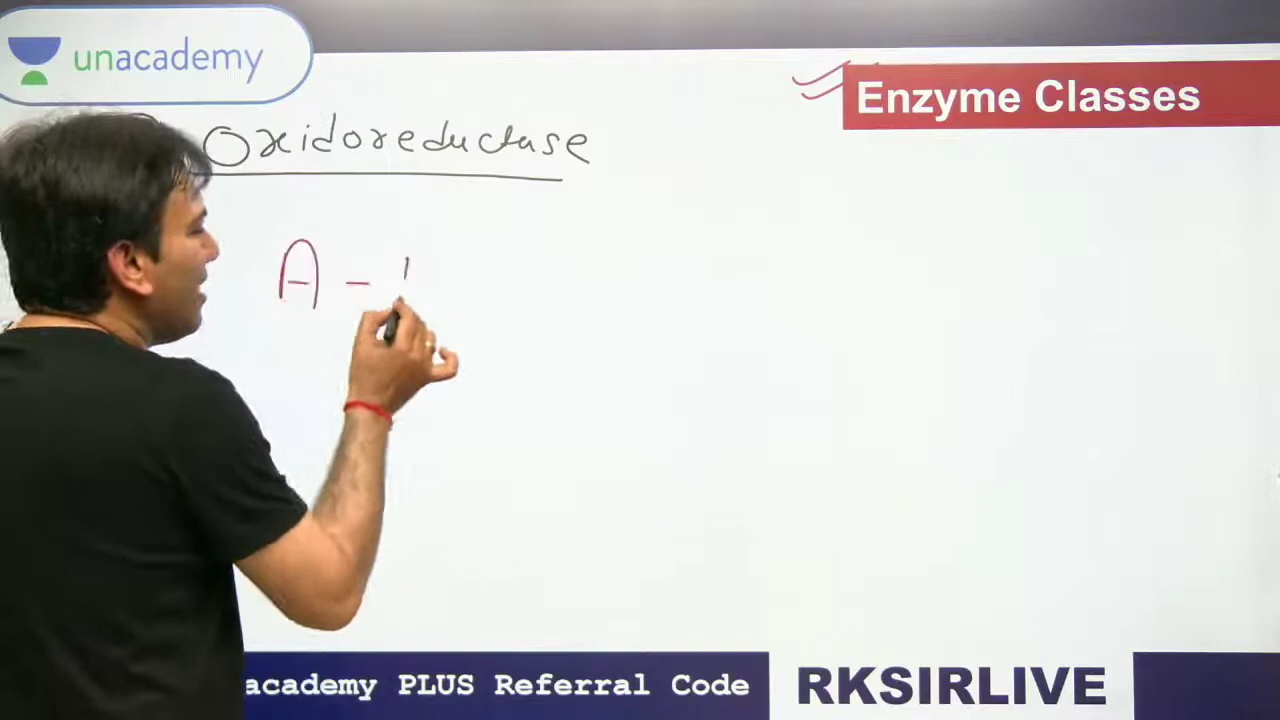 unacademy
Enzyme Classes
Oxidoreductase
A -
academy PLUS Referral Code
RKSIRLIVE